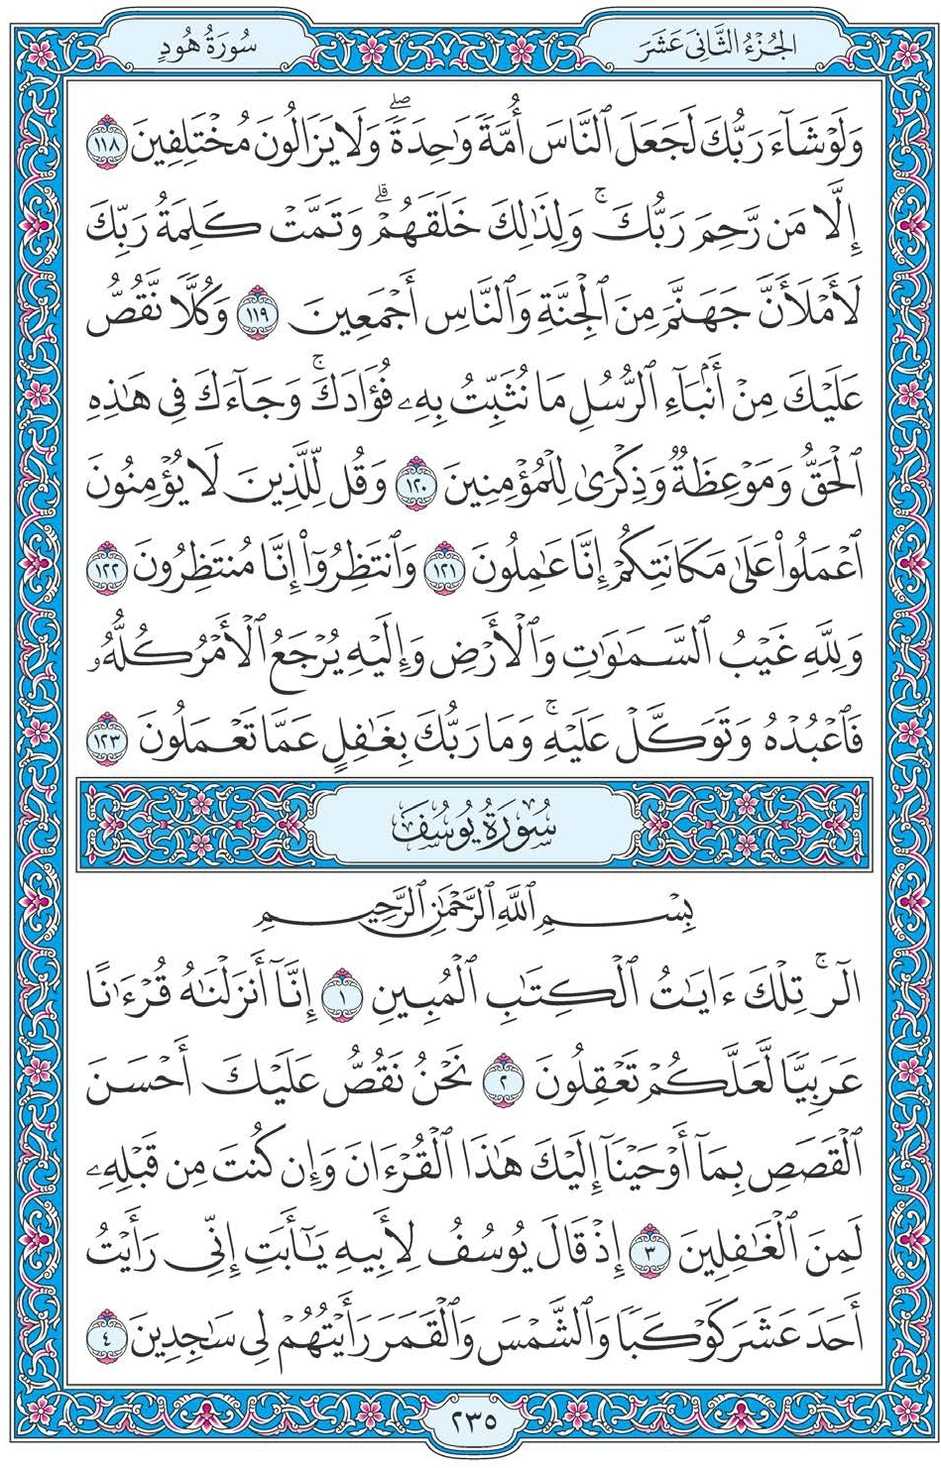 الجُزْءُ الثَّانِي عَشَرَ
سُورَةُ هُودٍ
وَلَوْ شَآءَ رَبُّكَ لَجَعَلَ ٱلنَّاسَ أُمَّةٗ وَٰحِدَةٗۖ وَلَا يَزَالُونَ مُخۡتَلِفِينَ ١١٨
إِلَّا مَن رَّحِمَ رَبُّكَۚ وَلِذَٰلِكَ خَلَقَهُمۡۗ وَتَمَّتۡ كَلِمَةُ رَبِّكَ
لَأَمۡلَأَنَّ جَهَنَّمَ مِنَ ٱلۡجِنَّةِ وَٱلنَّاسِ أَجۡمَعِينَ ١١٩ وَكُلّٗا نَّقُصُّ
عَلَيۡكَ مِنۡ أَنۢبَآءِ ٱلرُّسُلِ مَا نُثَبِّتُ بِهِۦ فُؤَادَكَۚ وَجَآءَكَ فِي هَٰذِهِ
ٱلۡحَقُّ وَمَوۡعِظَةٞ وَذِكۡرَىٰ لِلۡمُؤۡمِنِينَ ١٢٠ وَقُل لِّلَّذِينَ لَا يُؤۡمِنُونَ
ٱعۡمَلُواْ عَلَىٰ مَكَانَتِكُمۡ إِنَّا عَٰمِلُونَ ١٢١ وَٱنتَظِرُوٓاْ إِنَّا مُنتَظِرُونَ ١٢٢
وَلِلَّهِ غَيۡبُ ٱلسَّمَٰوَٰتِ وَٱلۡأَرۡضِ وَإِلَيۡهِ يُرۡجَعُ ٱلۡأَمۡرُ كُلُّهُۥ
فَٱعۡبُدۡهُ وَتَوَكَّلۡ عَلَيۡهِۚ وَمَا رَبُّكَ بِغَٰفِلٍ عَمَّا تَعۡمَلُونَ ١٢٣
سُورَةُ يُوسُفَ
بِسۡمِ ٱللَّهِ ٱلرَّحۡمَٰنِ ٱلرَّحِيمِ
الٓرۚ تِلۡكَ ءَايَٰتُ ٱلۡكِتَٰبِ ٱلۡمُبِينِ ١ إِنَّآ أَنزَلۡنَٰهُ قُرۡءَٰنًا
عَرَبِيّٗا لَّعَلَّكُمۡ تَعۡقِلُونَ ٢ نَحۡنُ نَقُصُّ عَلَيۡكَ أَحۡسَنَ
ٱلۡقَصَصِ بِمَآ أَوۡحَيۡنَآ إِلَيۡكَ هَٰذَا ٱلۡقُرۡءَانَ وَإِن كُنتَ مِن قَبۡلِهِۦ
لَمِنَ ٱلۡغَٰفِلِينَ ٣ إِذۡ قَالَ يُوسُفُ لِأَبِيهِ يَٰٓأَبَتِ إِنِّي رَأَيۡتُ
أَحَدَ عَشَرَ كَوۡكَبٗا وَٱلشَّمۡسَ وَٱلۡقَمَرَ رَأَيۡتُهُمۡ لِي سَٰجِدِينَ ٤
٢٣٥